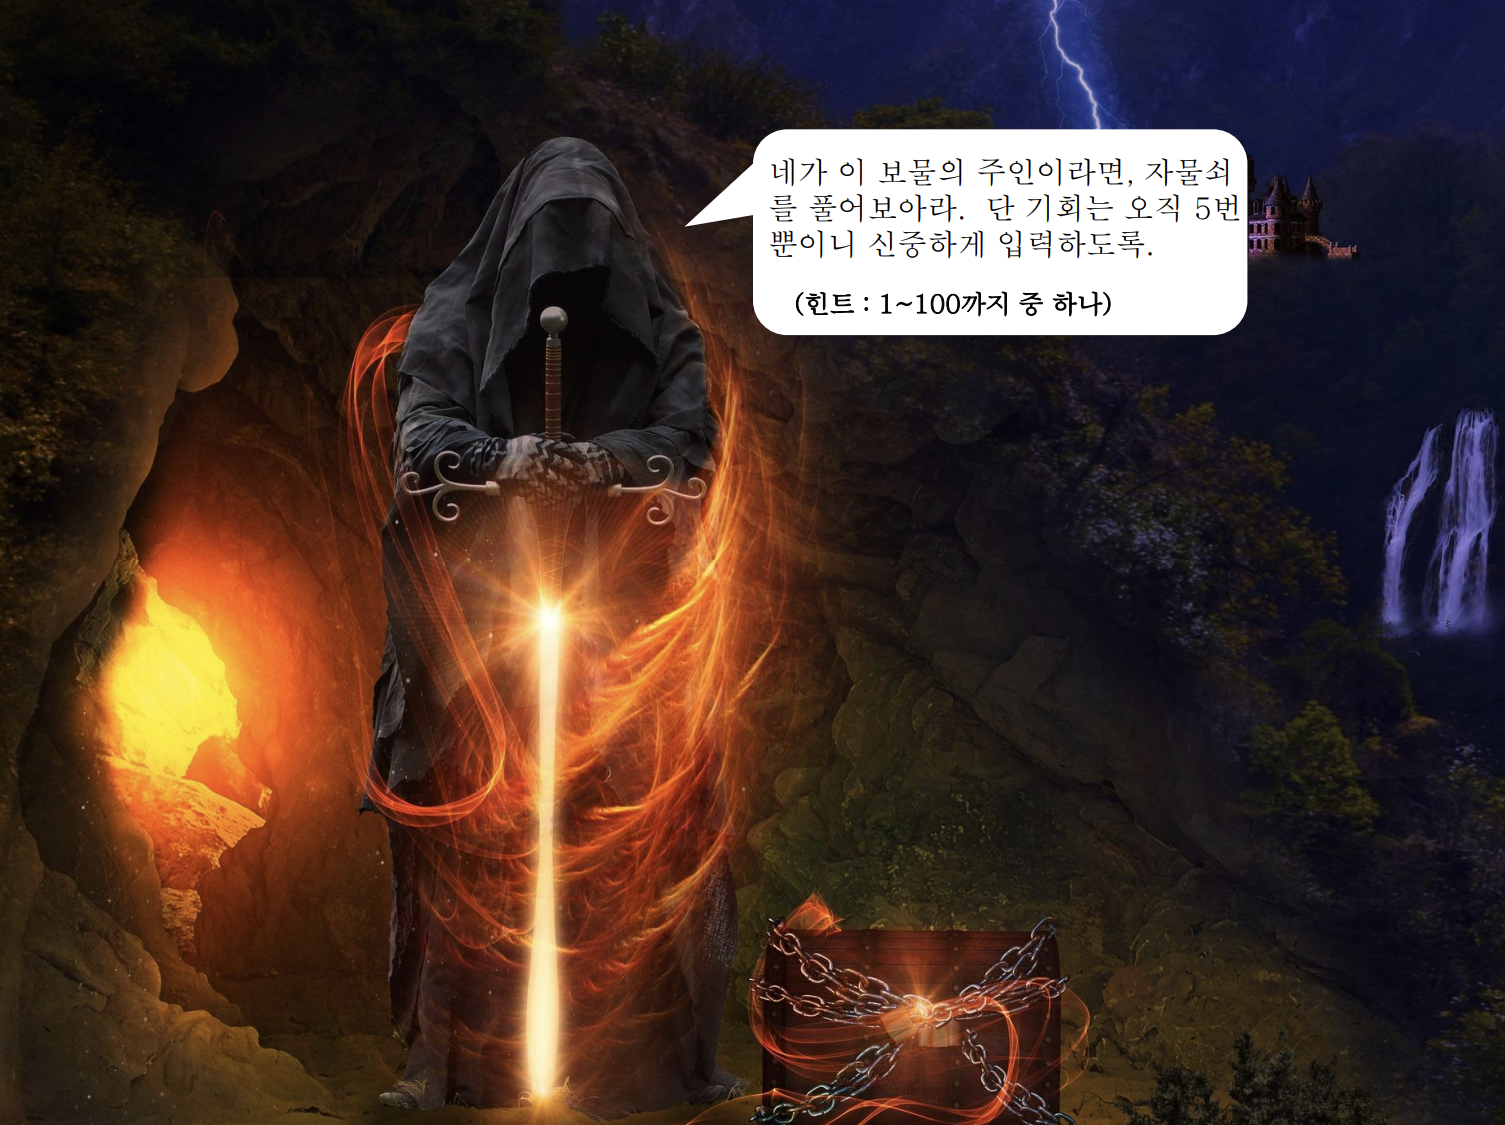 네가 이 보물의 주인이라면, 자물쇠
를 풀어보아라. 단 기회는 오직 5번
뿐이니 신중하게 입력하도록.
(힌트 : 1~100까지 중 하나)